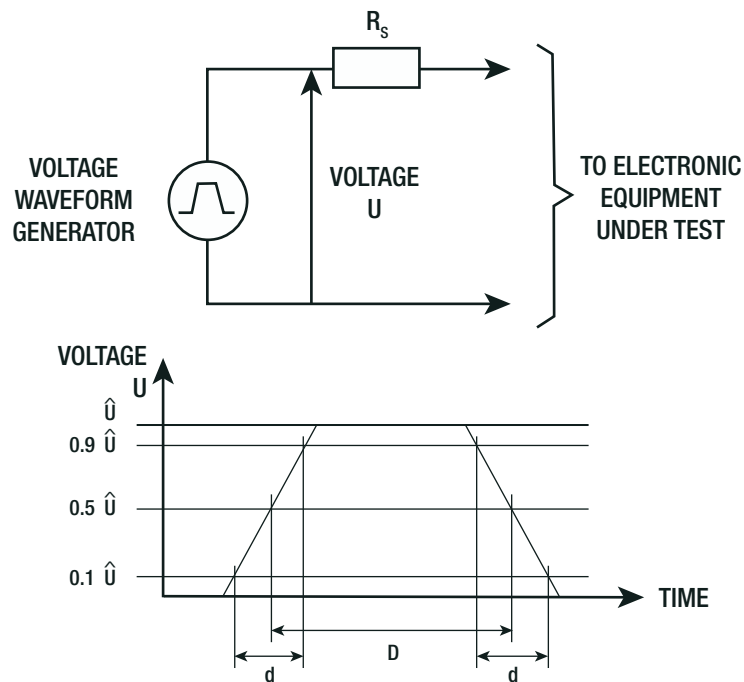 R_S
VOLTAGE
WAVEFORM
GENERATOR
VOLTAGE
U
TO ELECTRONIC
EQUIPMENT
UNDER TEST
VOLTAGE
U
Û
0.9 Û
0.5 Û
0.1 Û
TIME
D
d
d